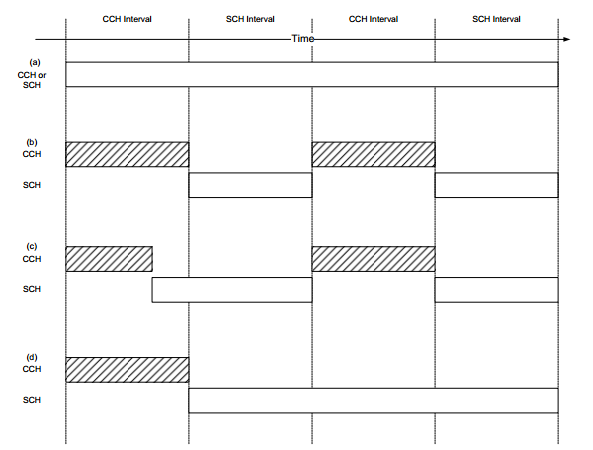 CCH Interval SCH Interval CCH Interval SCH Interval
Time
(a)
CCH or
SCH
(b)
CCH
SCH
(c)
CCH
SCH
(d)
CCH
SCH